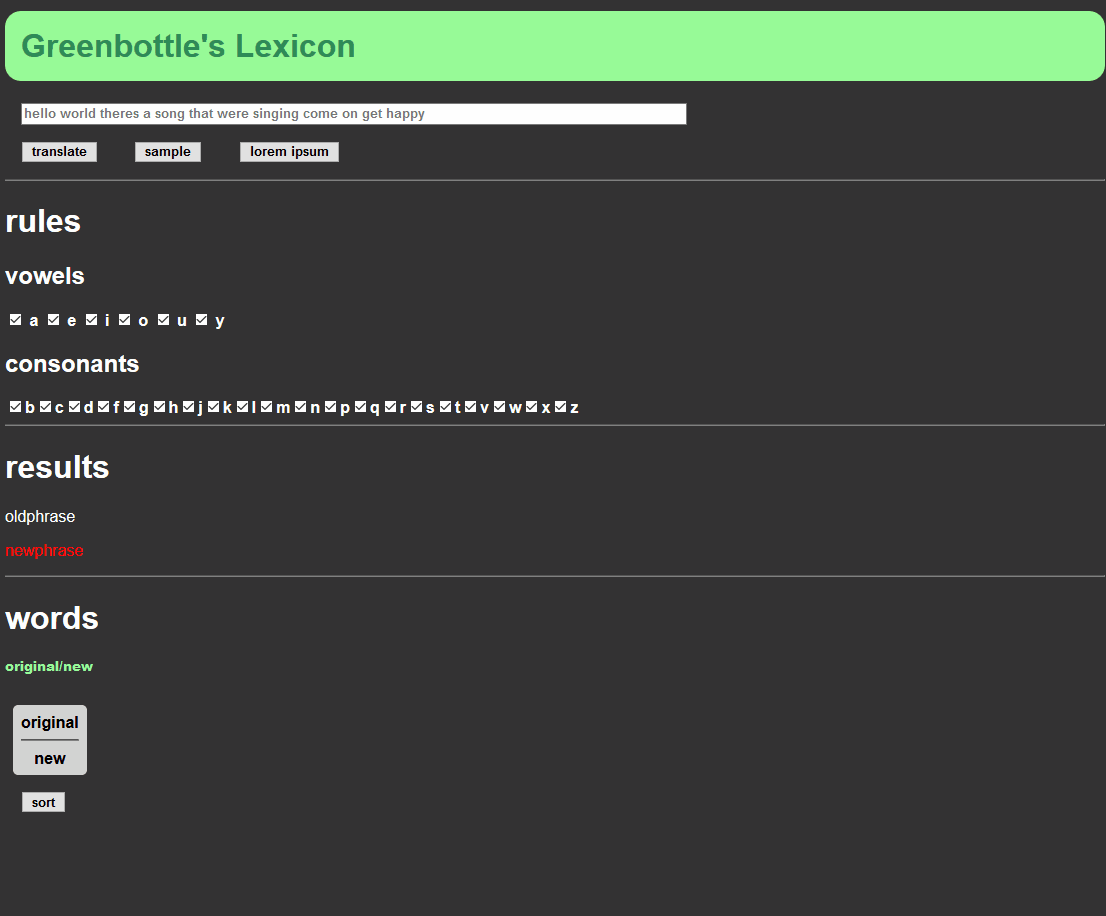 Greenbottle's Lexicon
hello world theres a song that were singing come on get happy
translate sample lorem ipsum
rules
vowels
a e i o u y
consonants
b c d f g h j k l m n p q r s t v w x z
results
oldphrase
newphrase
words
original/new
original
new
sort